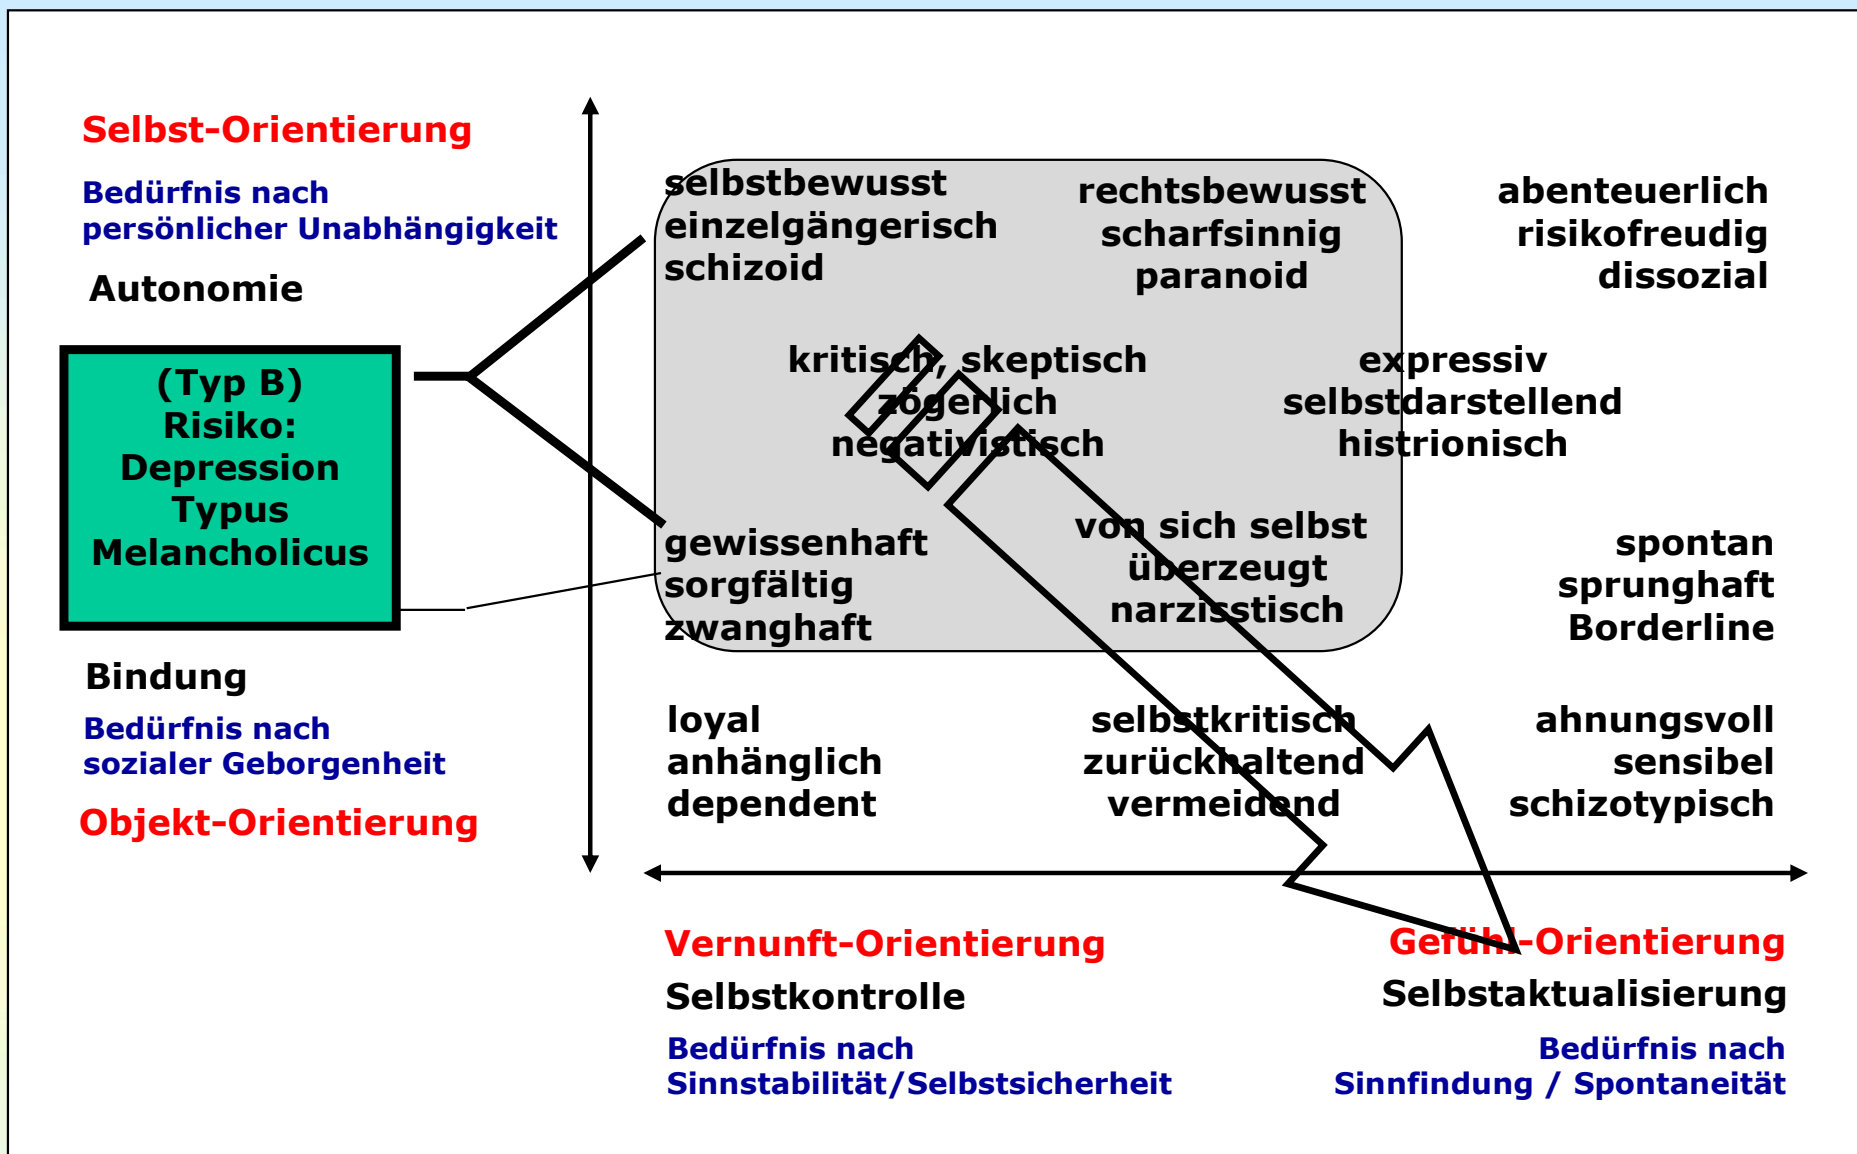 Selbst-Orientierung
Bedürfnis nach
persönlicher Unabhängigkeit
Autonomie
(Typ B)
Risiko:
Depression
Typus
Melancholicus
Bindung
Bedürfnis nach
sozialer Geborgenheit
Objekt-Orientierung
selbstbewusst
einzelgängerisch
schizoid
rechtsbewusst
scharfsinnig
paranoid
abenteuerlich
risikofreudig
dissozial
kritisch, skeptisch
zögerlich
negativistisch
expressiv
selbstdarstellend
histrionisch
gewissenhaft
sorgfältig
zwanghaft
von sich selbst
überzeugt
narzisstisch
spontan
sprunghaft
Borderline
loyal
anhänglich
dependent
selbstkritisch
zurückhaltend
vermeidend
ahnungsvoll
sensibel
schizotypisch
Vernunft-Orientierung
Selbstkontrolle
Bedürfnis nach
Sinnstabilität/Selbstsicherheit
Gefühl-Orientierung
Selbstaktualisierung
Bedürfnis nach
Sinnfindung / Spontaneität